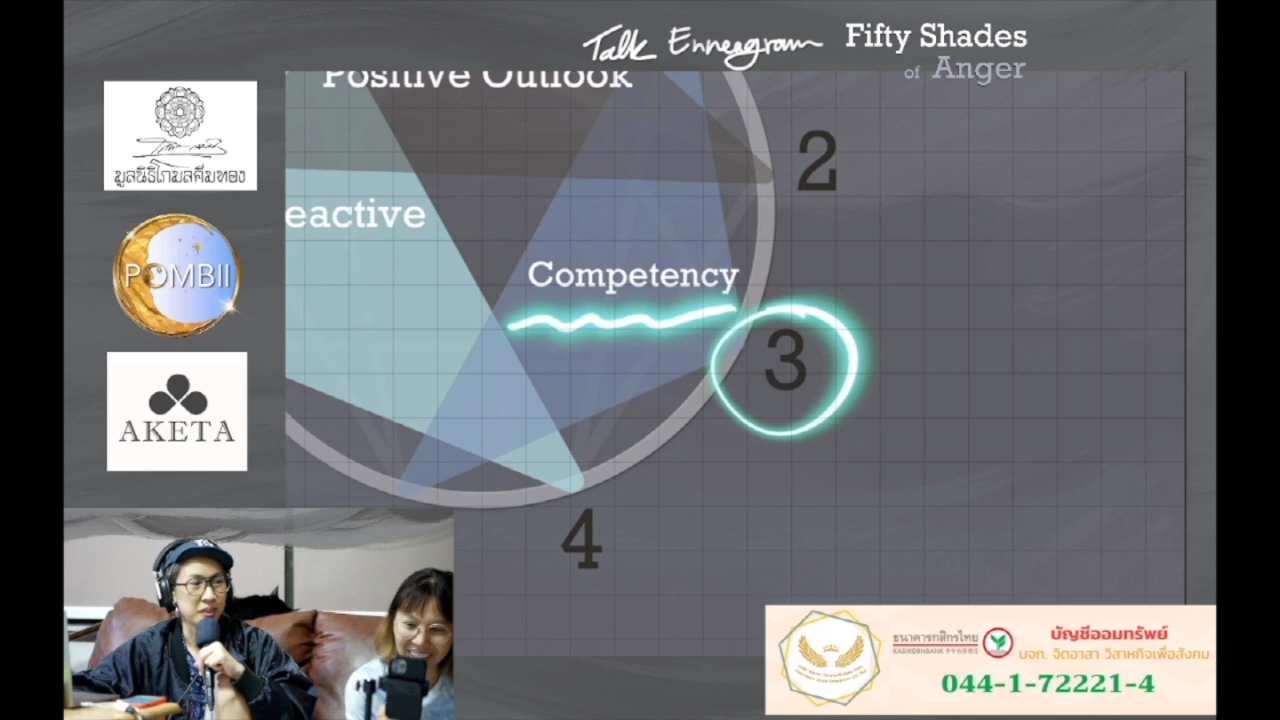 Talk Enneagram Fifty Shades
of Anger
Positive Outlook
2
มูลนิธิโกมลคีมทอง
eactive
POMBII
Competency
3
AKETA
4
ธนาคารกสิกรไทย
KASIKORNBANK
บัญชีออมทรัพย์
มจก. จิตอาสา วิสาหกิจเพื่อสังคม
044-1-72221-4